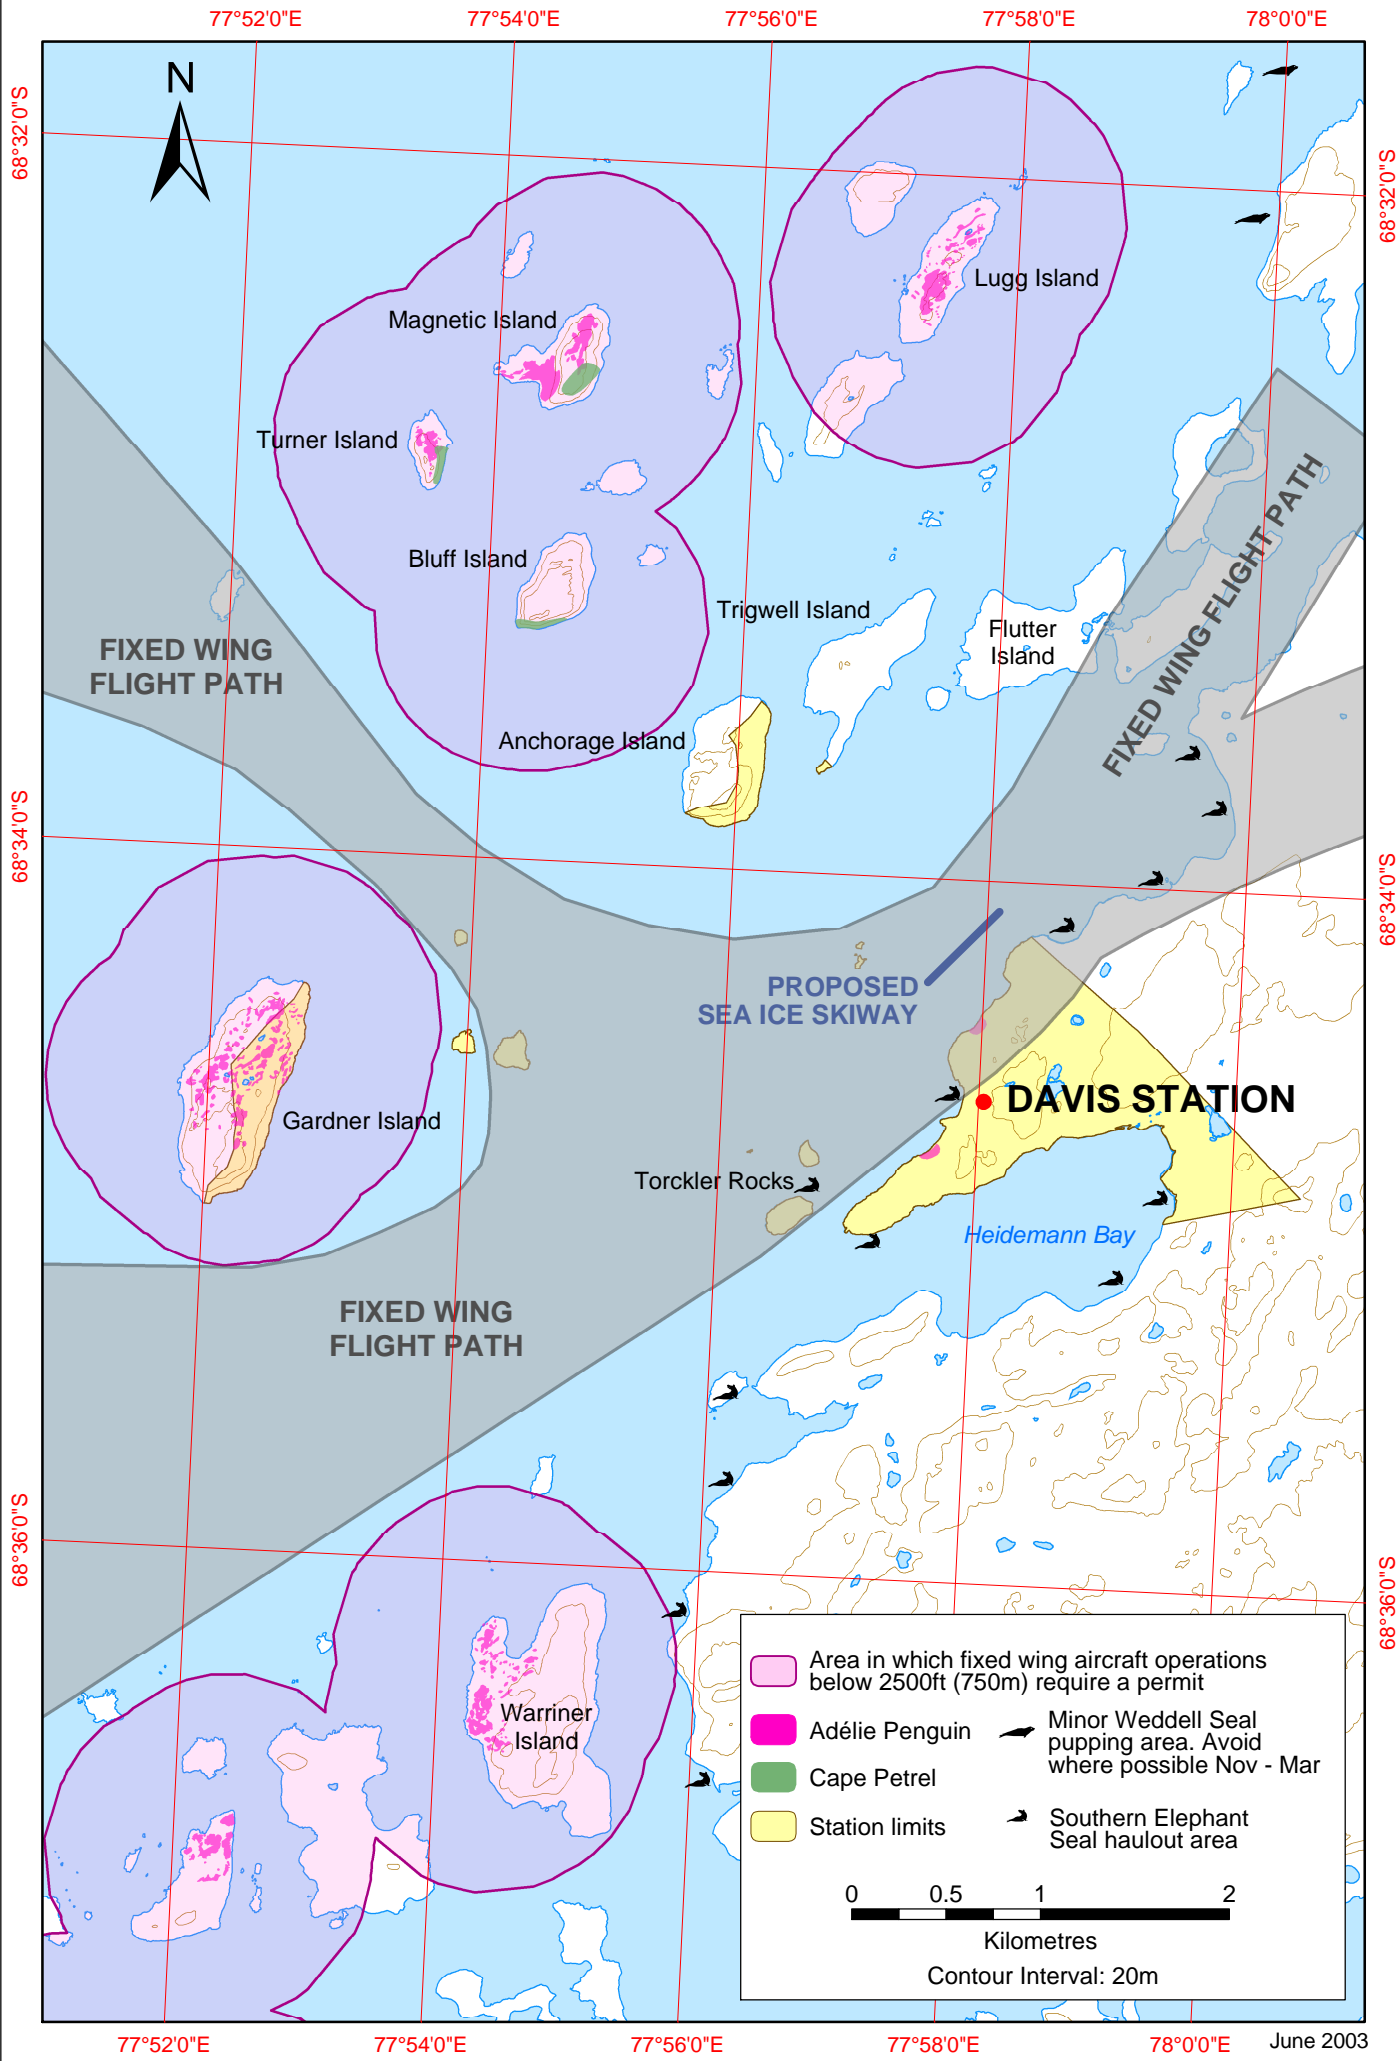 77°52'0"E
77°54'0"E
77°56'0"E
77°58'0"E
78°0'0"E
N
68°32'0"S
68°32'0"S
Lugg Island
Magnetic Island
Turner Island
FIXED WING FLIGHT PATH
Bluff Island
Trigwell Island
Flutter
Island
FIXED WING
FLIGHT PATH
Anchorage Island
68°34'0"S
68°34'0"S
PROPOSED
SEA ICE SKIWAY
DAVIS STATION
Gardner Island
Torckler Rocks
Heidemann Bay
FIXED WING
FLIGHT PATH
68°36'0"S
68°36'0"S
Warriner
Island
Area in which fixed wing aircraft operations
below 2500ft (750m) require a permit
Adélie Penguin
Minor Weddell Seal
pupping area. Avoid
where possible Nov - Mar
Cape Petrel
Station limits
Southern Elephant
Seal haulout area
0 0.5 1 2
Kilometres
Contour Interval: 20m
77°52'0"E
77°54'0"E
77°56'0"E
77°58'0"E
78°0'0"E
June 2003